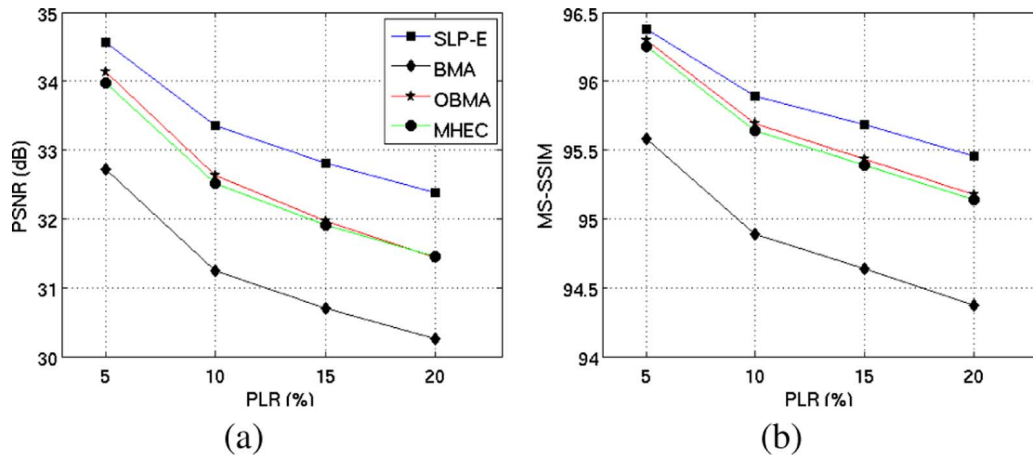 35
34
33
32
31
30
PSNR (dB)
5
10
15
20
PLR (%)
SLP-E
BMA
OBMA
MHEC
(a)
96.5
96
95.5
95
94.5
94
MS-SSIM
5
10
15
20
PLR (%)
(b)